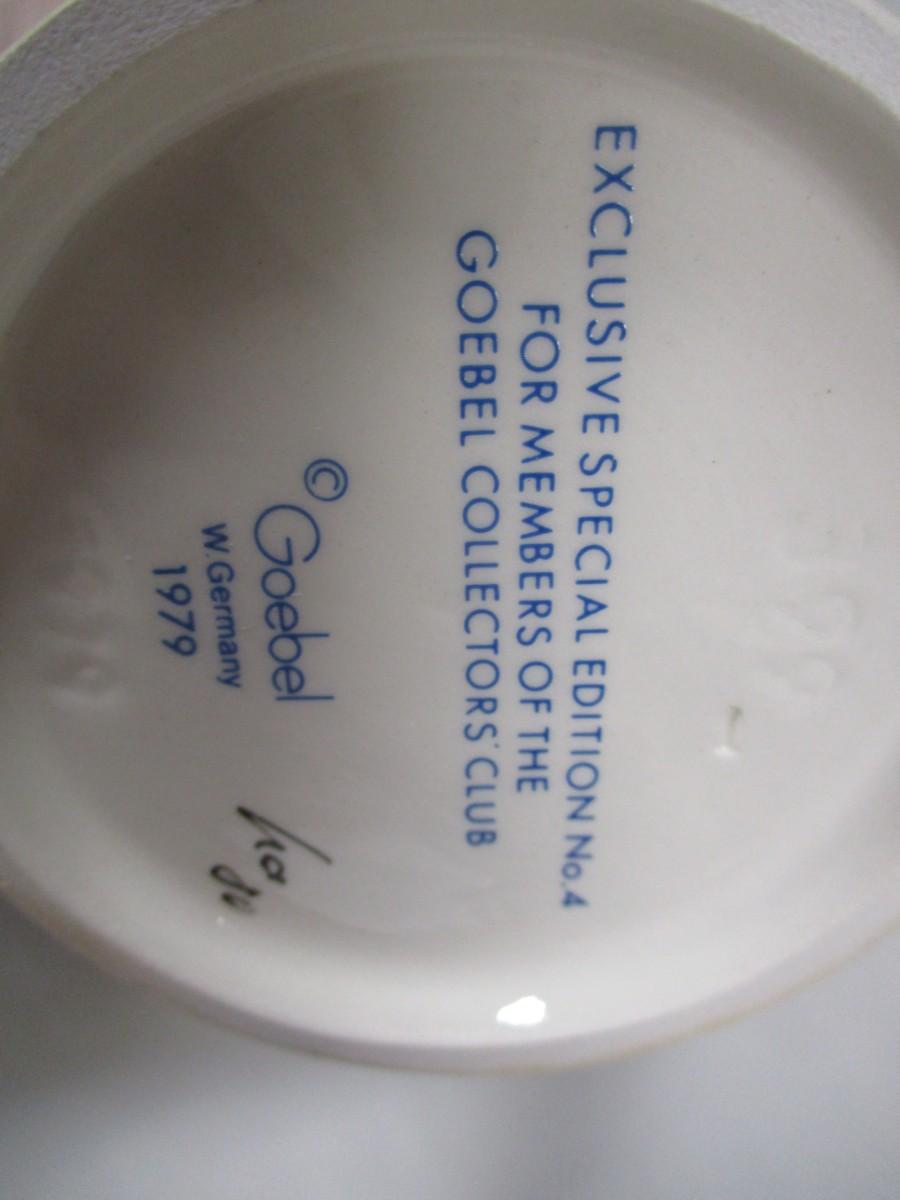 EXCLUSIVE SPECIAL EDITION No.4
FOR MEMBERS OF THE
GOEBEL COLLECTORS' CLUB
© Goebel
W.Germany
1979